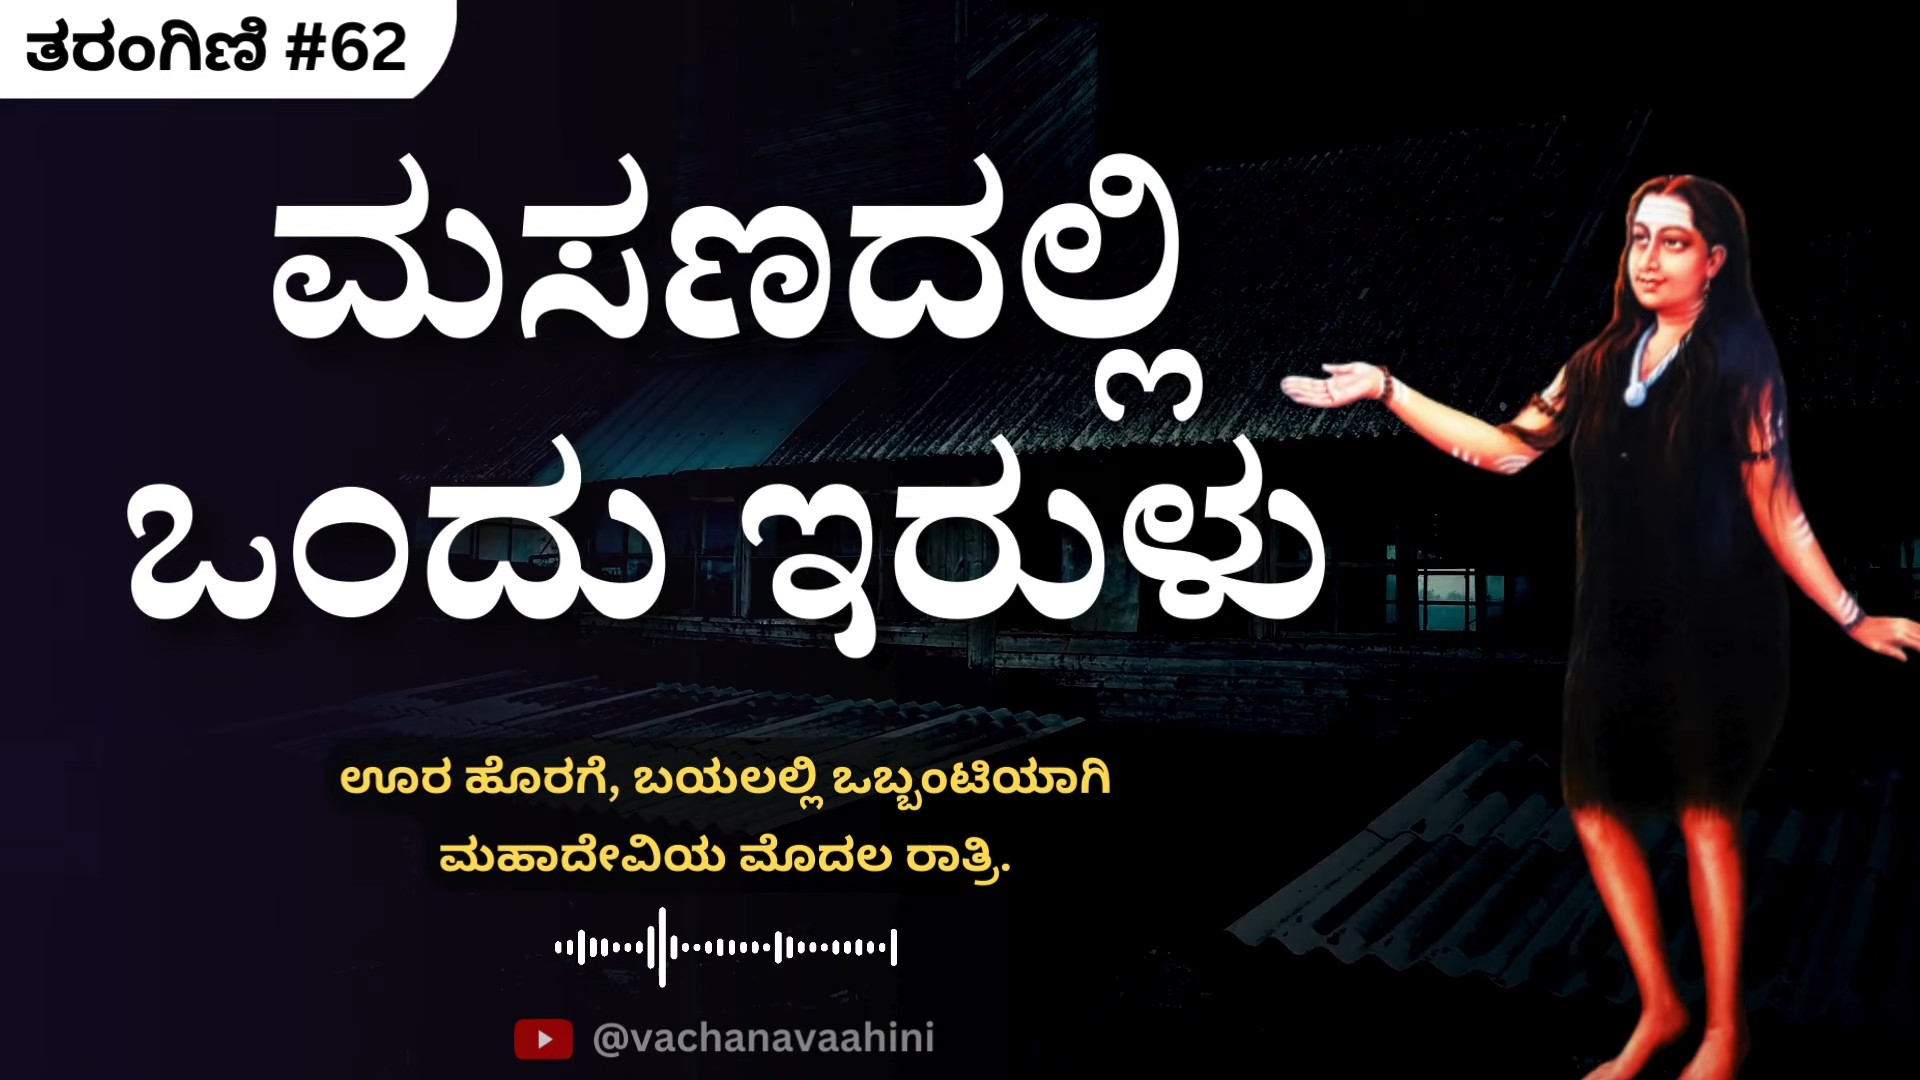 ತರಂಗಿಣಿ #62
ಮಸಣದಲ್ಲಿ
ಒಂದು ಇರುಳು
ಊರ ಹೊರಗೆ, ಬಯಲಲ್ಲಿ ಒಬ್ಬಂಟಿಯಾಗಿ
ಮಹಾದೇವಿಯ ಮೊದಲ ರಾತ್ರಿ.
@vachanavaahini